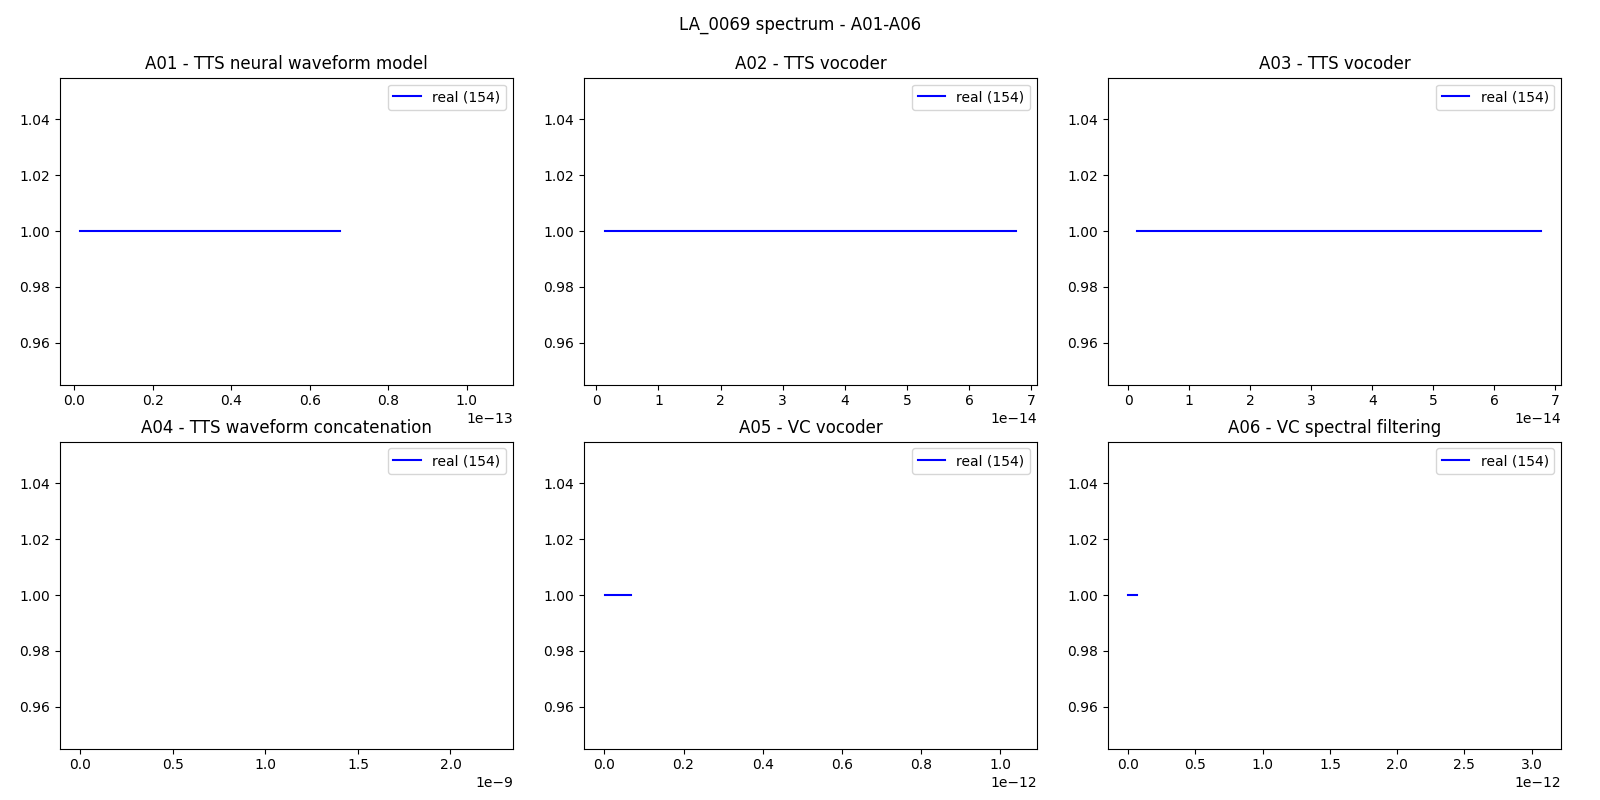 LA_0069 spectrum - A01-A06
A01 - TTS neural waveform model
real (154)
1.04
1.02
1.00
0.98
0.96
0.0 0.2 0.4 0.6 0.8 1.0
1e−13
A02 - TTS vocoder
real (154)
1.04
1.02
1.00
0.98
0.96
0 1 2 3 4 5 6 7
1e−14
A03 - TTS vocoder
real (154)
1.04
1.02
1.00
0.98
0.96
0 1 2 3 4 5 6 7
1e−14
A04 - TTS waveform concatenation
real (154)
1.04
1.02
1.00
0.98
0.96
0.0 0.5 1.0 1.5 2.0
1e−9
A05 - VC vocoder
real (154)
1.04
1.02
1.00
0.98
0.96
0.0 0.2 0.4 0.6 0.8 1.0
1e−12
A06 - VC spectral filtering
real (154)
1.04
1.02
1.00
0.98
0.96
0.0 0.5 1.0 1.5 2.0 2.5 3.0
1e−12